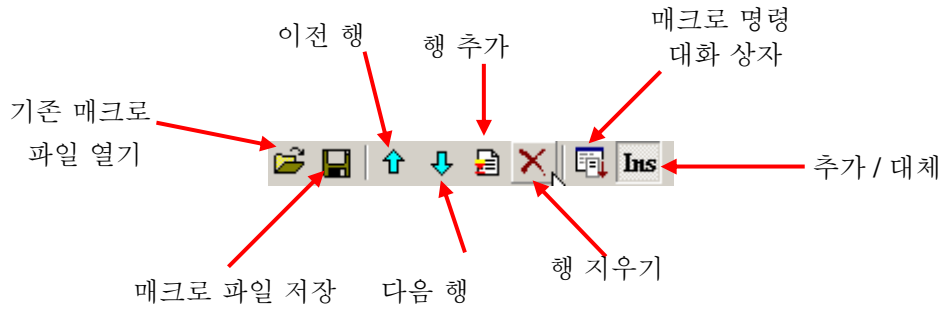 이전 행
행 추가
매크로 명령
대화 상자
기존 매크로
파일 열기
Ins
추가 / 대체
매크로 파일 저장
다음 행
행 지우기